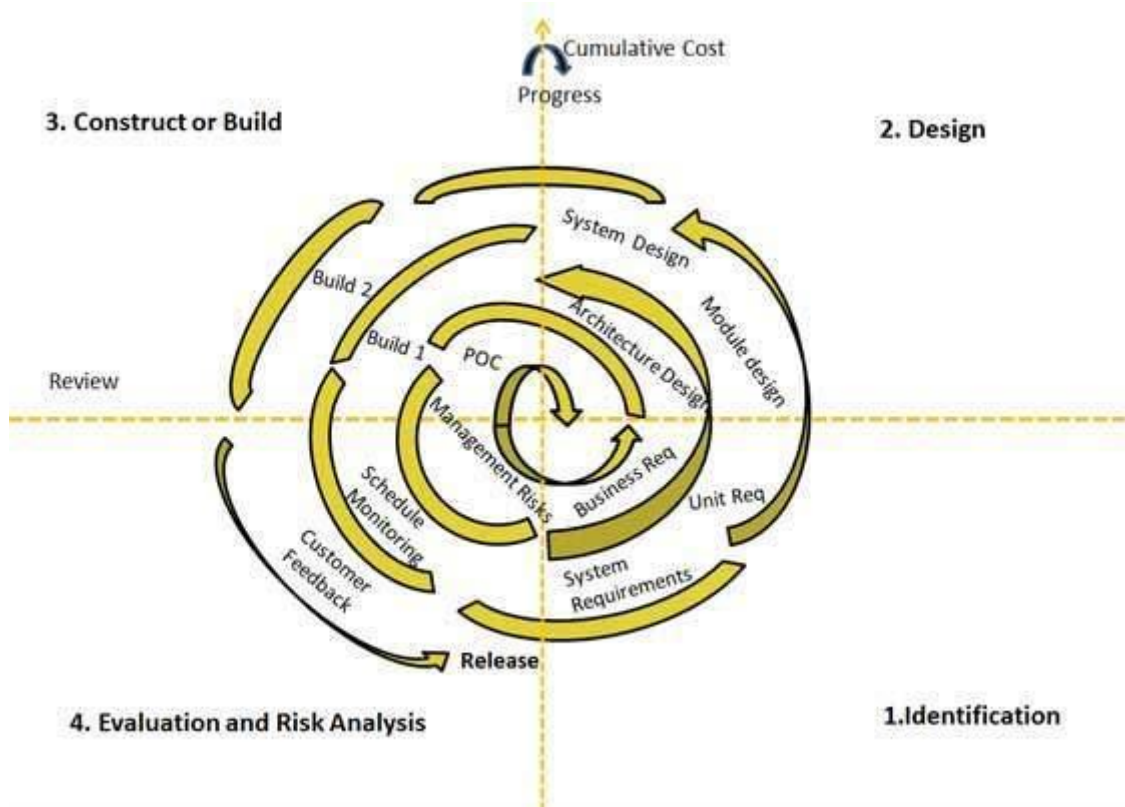 Cumulative Cost
Progress
3. Construct or Build
2. Design
System Design
Build 2
Module design
Architecture Design
Build 1
POC
Review
Management Risks
Business Req
Unit Req
Schedule
Monitoring
Customer
Feedback
System
Requirements
Release
4. Evaluation and Risk Analysis
1.Identification